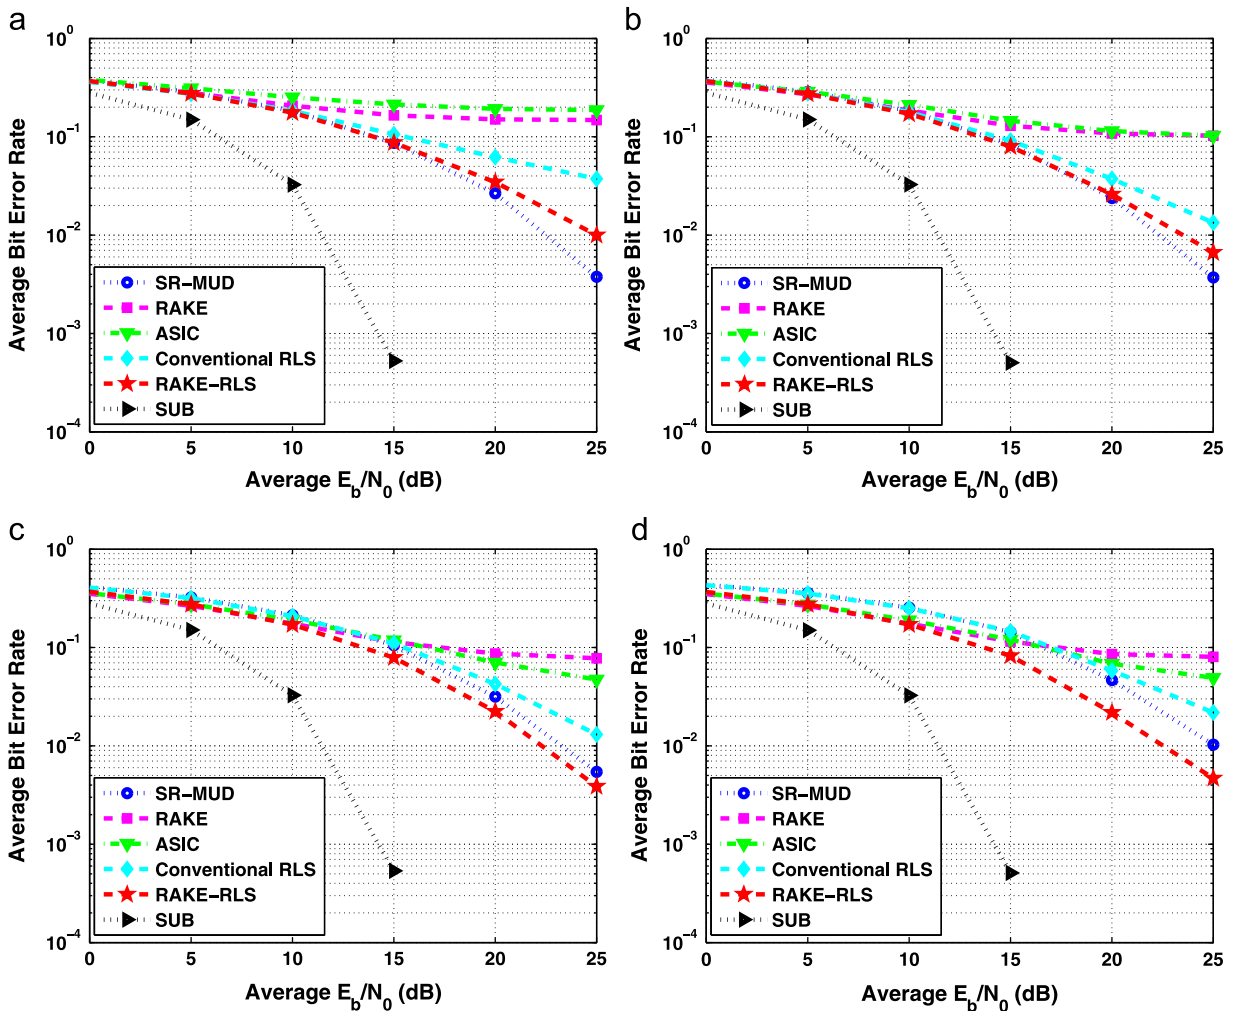 a
10^0
10^-1
10^-2
10^-3
10^-4
Average Bit Error Rate
SR-MUD
RAKE
ASIC
Conventional RLS
RAKE-RLS
SUB
0 5 10 15 20 25
Average E_b/N_0 (dB)
b
10^0
10^-1
10^-2
10^-3
10^-4
Average Bit Error Rate
SR-MUD
RAKE
ASIC
Conventional RLS
RAKE-RLS
SUB
0 5 10 15 20 25
Average E_b/N_0 (dB)
c
10^0
10^-1
10^-2
10^-3
10^-4
Average Bit Error Rate
SR-MUD
RAKE
ASIC
Conventional RLS
RAKE-RLS
SUB
0 5 10 15 20 25
Average E_b/N_0 (dB)
d
10^0
10^-1
10^-2
10^-3
10^-4
Average Bit Error Rate
SR-MUD
RAKE
ASIC
Conventional RLS
RAKE-RLS
SUB
0 5 10 15 20 25
Average E_b/N_0 (dB)